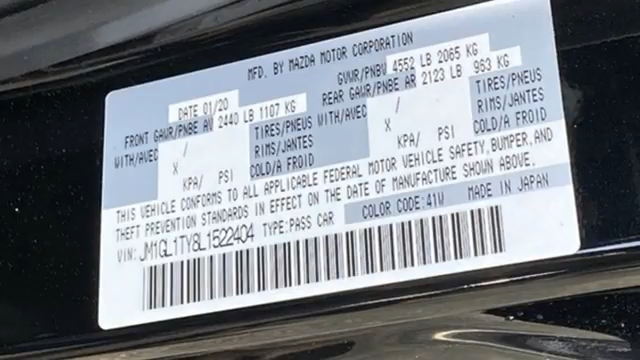 MFD. BY MAZDA MOTOR CORPORATION
DATE 01/20 GVWR/PNBV 4552 LB 2065 KG
FRONT GAWR/PNBE AV 2440 LB 1107 KG REAR GAWR/PNBE AR 2123 LB 963 KG
WITH/AVEC / TIRES/PNEUS WITH/AVEC / TIRES/PNEUS
X RIMS/JANTES X RIMS/JANTES
KPA/ PSI COLD/A FROID KPA/ PSI COLD/A FROID
THIS VEHICLE CONFORMS TO ALL APPLICABLE FEDERAL MOTOR VEHICLE SAFETY, BUMPER, AND
THEFT PREVENTION STANDARDS IN EFFECT ON THE DATE OF MANUFACTURE SHOWN ABOVE.
VIN: JM1GL1TY8L1522404 TYPE: PASS CAR COLOR CODE: 41W MADE IN JAPAN